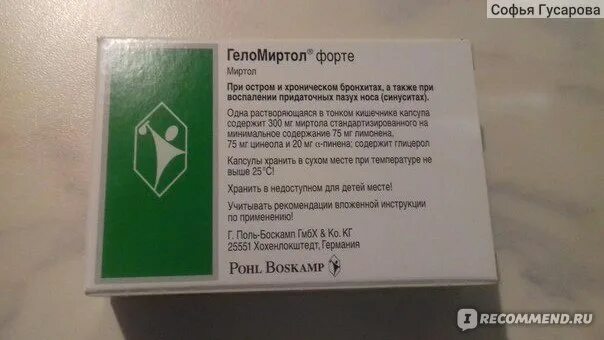 Софья Гусарова
ГелоМиртол® форте
Миртол
При остром и хроническом бронхитах, а также при
воспалении придаточных пазух носа (синуситах).
Одна растворяющаяся в тонком кишечнике капсула
содержит 300 мг миртола стандартизированного на
минимальное содержание 75 мг лимонена,
75 мг цинеола и 20 мг α-пинена; содержит глицерол
Капсулы хранить в сухом месте при температуре не
выше 25°С!
Хранить в недоступном для детей месте!
Учитывать рекомендации вложенной инструкции
по применению!
Г. Поль-Боскамп ГмбХ & Ко. КГ
25551 Хохенлокштедт, Германия
POHL BOSKAMP
IRECOMMEND.RU